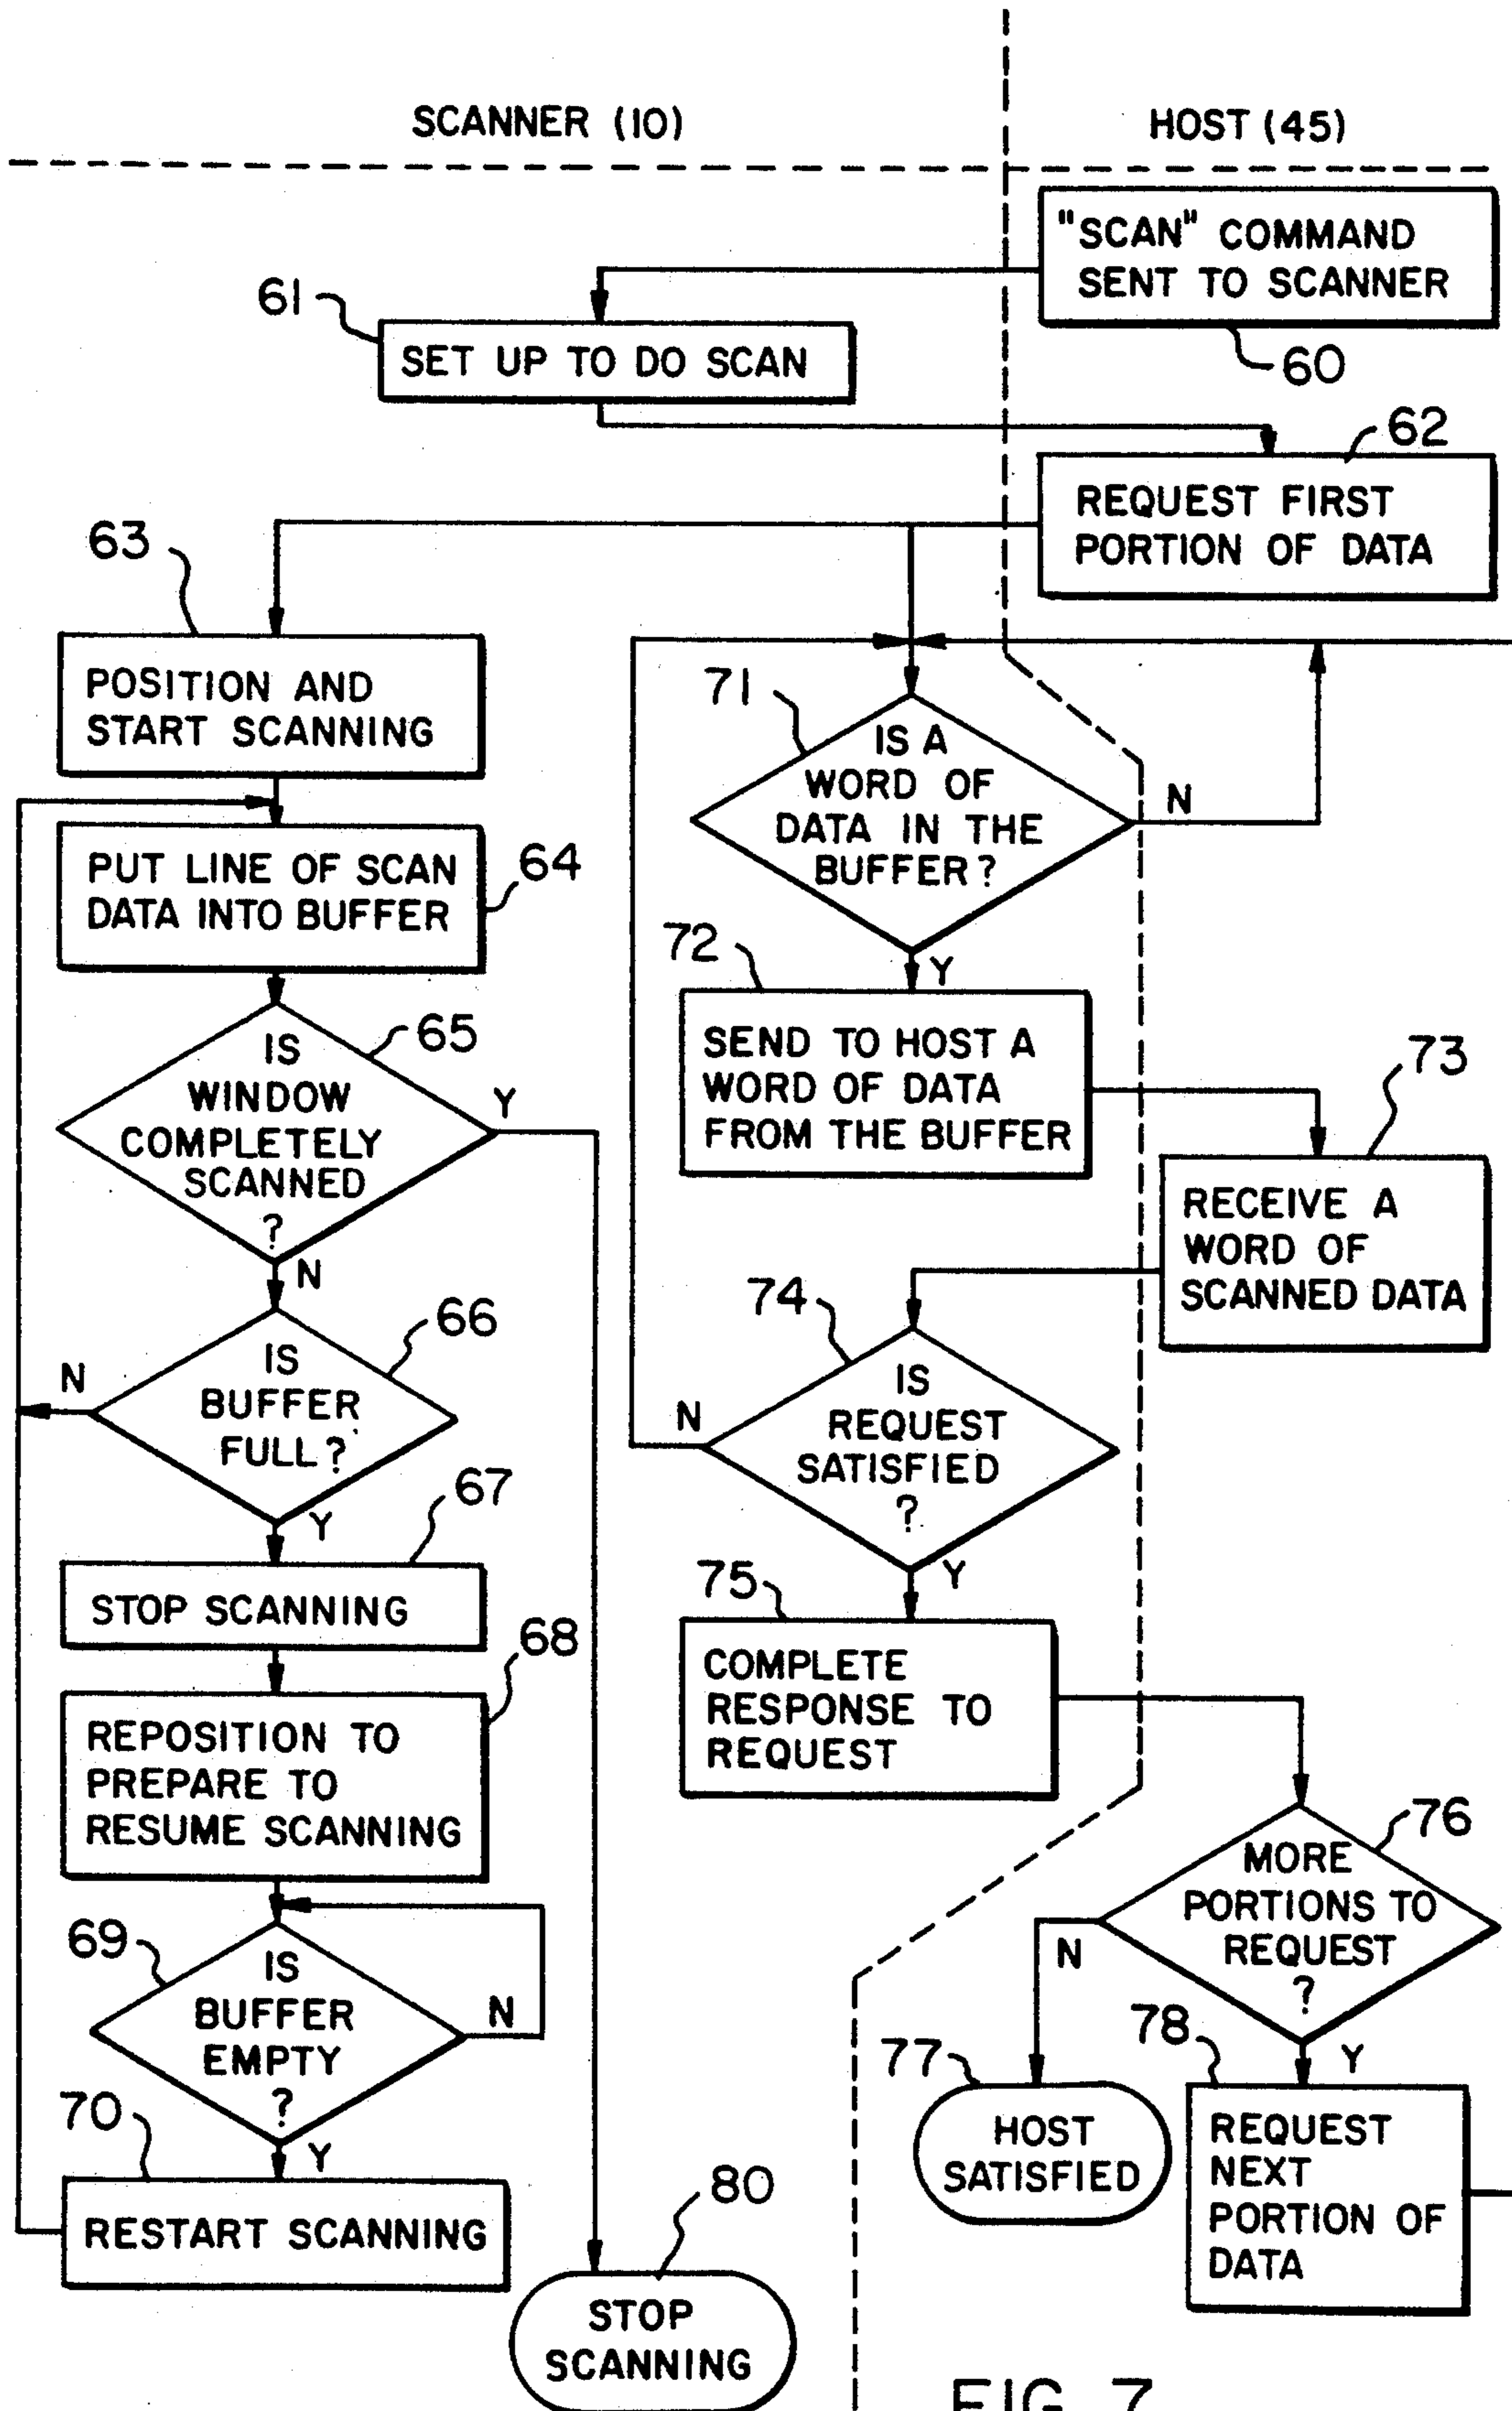 SCANNER (10)
HOST (45)
"SCAN" COMMAND
SENT TO SCANNER
60
61
SET UP TO DO SCAN
62
REQUEST FIRST
PORTION OF DATA
63
POSITION AND
START SCANNING
71
IS A
WORD OF
DATA IN THE
BUFFER?
N
PUT LINE OF SCAN
DATA INTO BUFFER
64
Y
72
SEND TO HOST A
WORD OF DATA
FROM THE BUFFER
65
IS
WINDOW
COMPLETELY
SCANNED
?
Y
N
73
RECEIVE A
WORD OF
SCANNED DATA
66
IS
BUFFER
FULL?
N
Y
74
IS
REQUEST
SATISFIED
?
N
Y
67
STOP SCANNING
75
COMPLETE
RESPONSE TO
REQUEST
68
REPOSITION TO
PREPARE TO
RESUME SCANNING
76
MORE
PORTIONS TO
REQUEST
?
N
Y
69
IS
BUFFER
EMPTY
?
N
Y
77
HOST
SATISFIED
78
REQUEST
NEXT
PORTION OF
DATA
70
RESTART SCANNING
80
STOP
SCANNING
FIG. 7